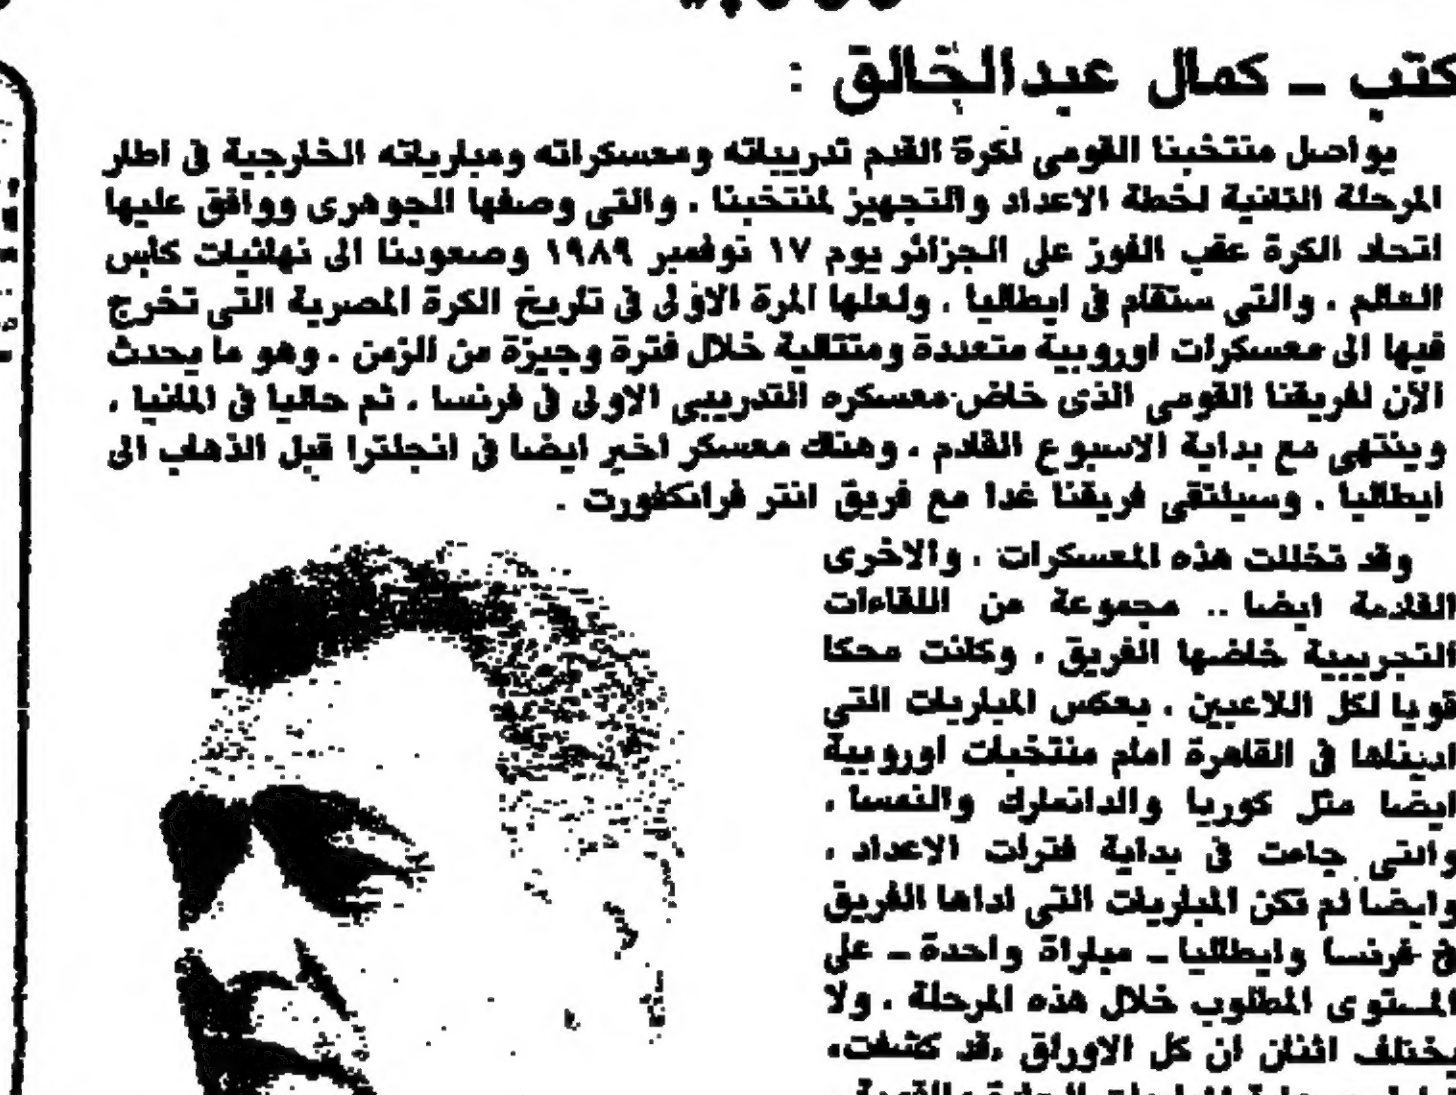 كتب ـ كمال عبدالخالق :
يواصل منتخبنا القومى لكرة القدم تدريباته ومعسكراته ومبارياته الخارجية فى اطار
المرحلة الثانية لخطة الاعداد والتجهيز لمنتخبنا . والتى وصفها الجوهرى ووافق عليها
اتحاد الكرة عقب الفوز على الجزائر يوم ١٧ نوفمبر ١٩٨٩ وصعودنا الى نهائيات كأس
العالم . والتى ستقام فى ايطاليا . ولعلها المرة الاولى فى تاريخ الكرة المصرية التى تخرج
فيها الى معسكرات اوروبية متعددة ومتتالية خلال فترة وجيزة من الزمن . وهو ما يحدث
الآن لفريقنا القومى الذى خاض معسكره التدريبى الاولى فى فرنسا . ثم حاليا فى المانيا .
وينتهى مع بداية الاسبوع القادم . وهناك معسكر اخير ايضا فى انجلترا قبل الذهاب الى
ايطاليا . وسيلتقى فريقنا غدا مع فريق انتر فرانكفورت .
وقد تخللت هذه المعسكرات . والاخرى
القادمة ايضا .. مجموعة من اللقاءات
التجريبية خاضها الفريق . وكانت محكا
قويا لكل اللاعبين . بعكس المباريات التى
اديناها فى القاهرة امام منتخبات اوروبية
ايضا مثل كوريا والدانمارك والنمسا .
والتى جاءت فى بداية فترات الاعداد .
وايضا لم تكن المباريات التى اداها الفريق
فى فرنسا وايطاليا ـ مباراة واحدة ـ على
المستوى المطلوب خلال هذه المرحلة . ولا
يختلف اثنان ان كل الاوراق «قد كشفت»